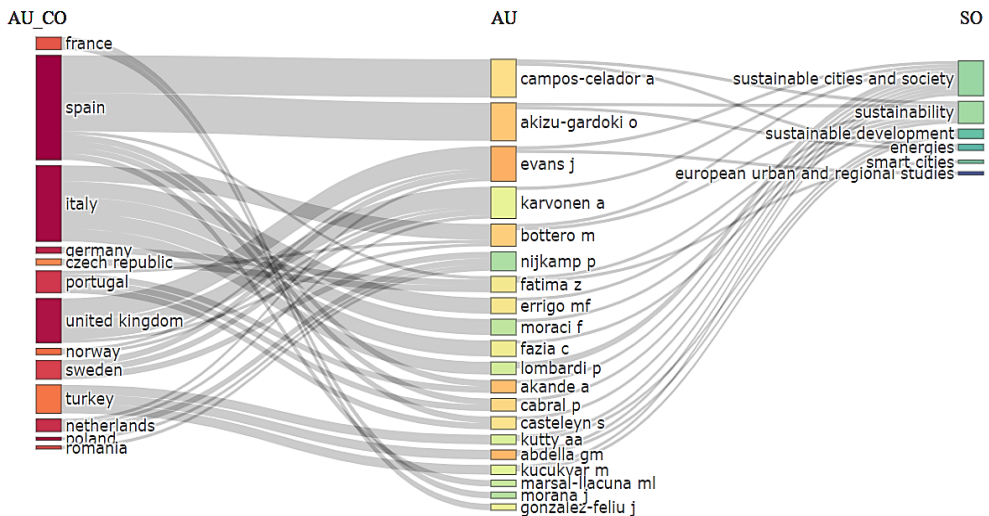 AU_CO
AU
SO
france
spain
italy
germany
czech republic
portugal
united kingdom
norway
sweden
turkey
netherlands
poland
romania
campos-celador a
akizu-gardoki o
evans j
karvonen a
bottero m
nijkamp p
fatima z
errigo mf
moraci f
fazia c
lombardi p
akande a
cabral p
casteleyn s
kutty aa
abdella gm
kucukvar m
marsal-llacuna ml
morana j
gonzalez-feliu j
sustainable cities and society
sustainability
sustainable development
energies
smart cities
european urban and regional studies